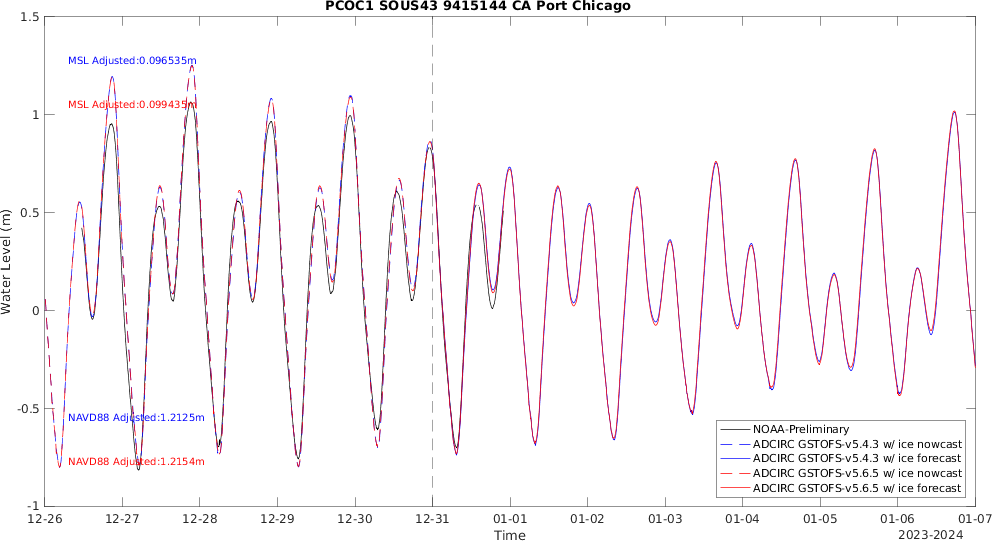 PCOC1 SOUS43 9415144 CA Port Chicago
1.5
1
0.5
0
-0.5
-1
Water Level (m)
MSL Adjusted:0.096535m
MSL Adjusted:0.099435m
NAVD88 Adjusted:1.2125m
NAVD88 Adjusted:1.2154m
NOAA-Preliminary
ADCIRC GSTOFS-v5.4.3 w/ ice nowcast
ADCIRC GSTOFS-v5.4.3 w/ ice forecast
ADCIRC GSTOFS-v5.6.5 w/ ice nowcast
ADCIRC GSTOFS-v5.6.5 w/ ice forecast
12-26 12-27 12-28 12-29 12-30 12-31 01-01 01-02 01-03 01-04 01-05 01-06 01-07
Time
2023-2024